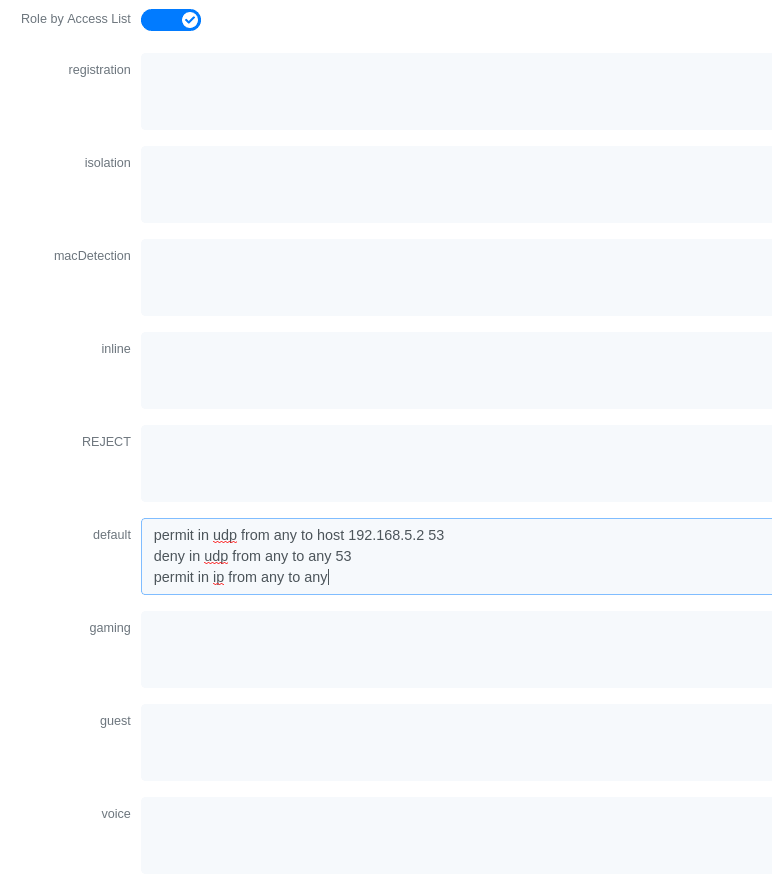 Role by Access List
registration
isolation
macDetection
inline
REJECT
default
permit in udp from any to host 192.168.5.2 53
deny in udp from any to any 53
permit in ip from any to any
gaming
guest
voice